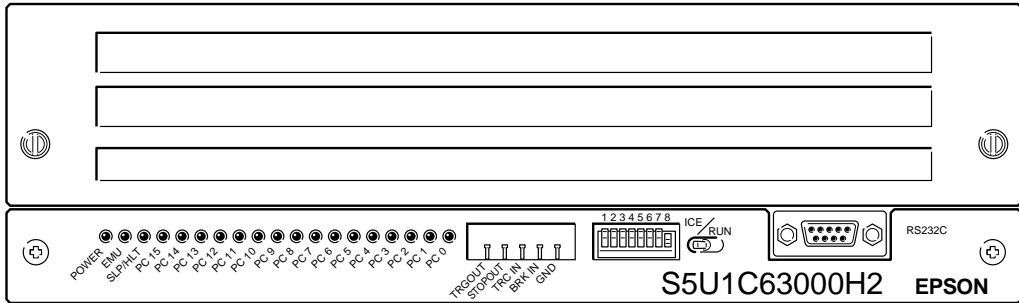 POWER
EMU
SLP/HLT
PC 15
PC 14
PC 13
PC 12
PC 11
PC 10
PC 9
PC 8
PC 7
PC 6
PC 5
PC 4
PC 3
PC 2
PC 1
PC 0
TRGOUT
STOPOUT
TRC IN
BRK IN
GND
1 2 3 4 5 6 7 8
ICE/RUN
RS232C
S5U1C63000H2
EPSON